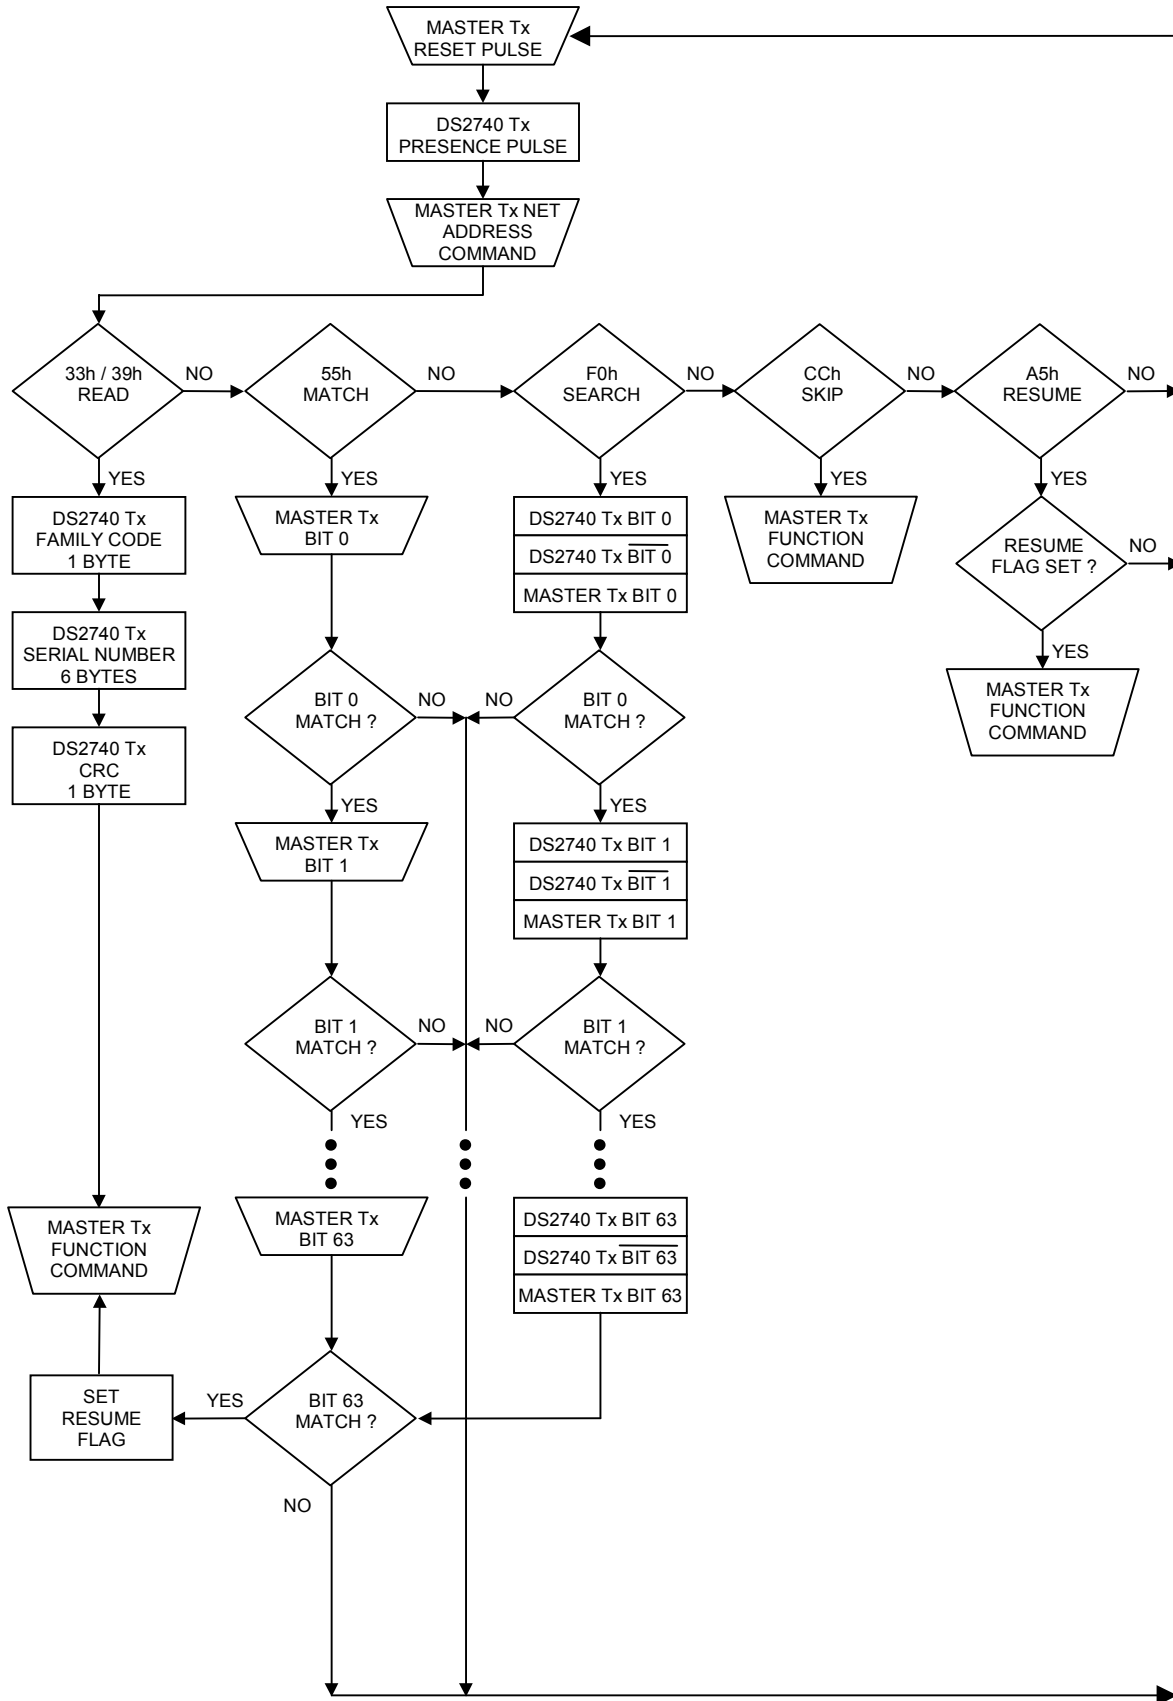 MASTER Tx
RESET PULSE
DS2740 Tx
PRESENCE PULSE
MASTER Tx NET
ADDRESS
COMMAND
33h / 39h
READ
NO
55h
MATCH
NO
F0h
SEARCH
NO
CCh
SKIP
NO
A5h
RESUME
NO
YES
YES
YES
YES
YES
DS2740 Tx
FAMILY CODE
1 BYTE
DS2740 Tx
SERIAL NUMBER
6 BYTES
DS2740 Tx
CRC
1 BYTE
MASTER Tx
BIT 0
DS2740 Tx BIT 0
DS2740 Tx BIT 0
MASTER Tx BIT 0
MASTER Tx
FUNCTION
COMMAND
RESUME
FLAG SET ?
NO
YES
MASTER Tx
FUNCTION
COMMAND
BIT 0
MATCH ?
NO
NO
BIT 0
MATCH ?
YES
YES
MASTER Tx
BIT 1
DS2740 Tx BIT 1
DS2740 Tx BIT 1
MASTER Tx BIT 1
BIT 1
MATCH ?
NO
NO
BIT 1
MATCH ?
YES
YES
MASTER Tx
FUNCTION
COMMAND
MASTER Tx
BIT 63
DS2740 Tx BIT 63
DS2740 Tx BIT 63
MASTER Tx BIT 63
SET
RESUME
FLAG
YES
BIT 63
MATCH ?
NO